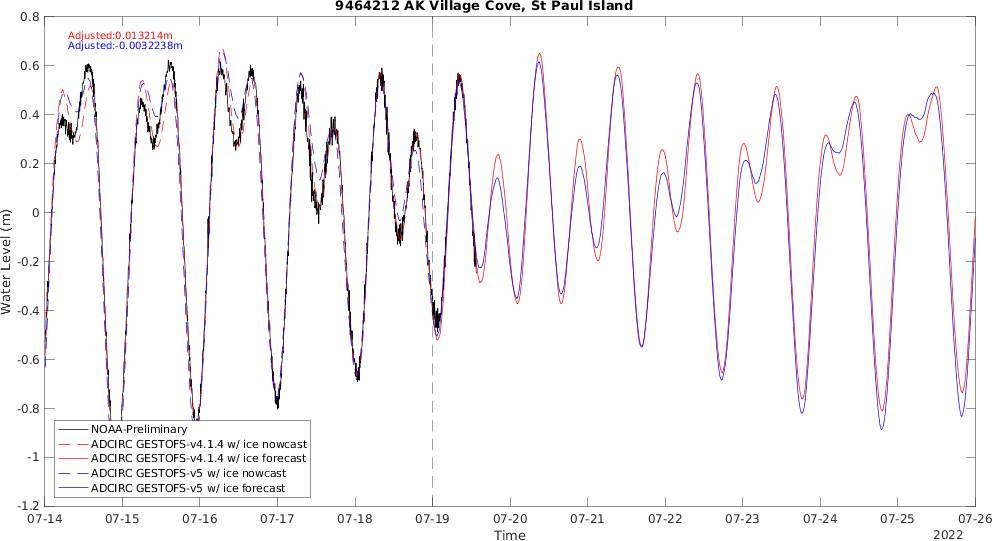 9464212 AK Village Cove, St Paul Island
Adjusted:0.013214m
Adjusted:-0.0032238m
Water Level (m)
0.8
0.6
0.4
0.2
0
-0.2
-0.4
-0.6
-0.8
-1
-1.2
NOAA-Preliminary
ADCIRC GESTOFS-v4.1.4 w/ ice nowcast
ADCIRC GESTOFS-v4.1.4 w/ ice forecast
ADCIRC GESTOFS-v5 w/ ice nowcast
ADCIRC GESTOFS-v5 w/ ice forecast
07-14 07-15 07-16 07-17 07-18 07-19 07-20 07-21 07-22 07-23 07-24 07-25 07-26
Time
2022